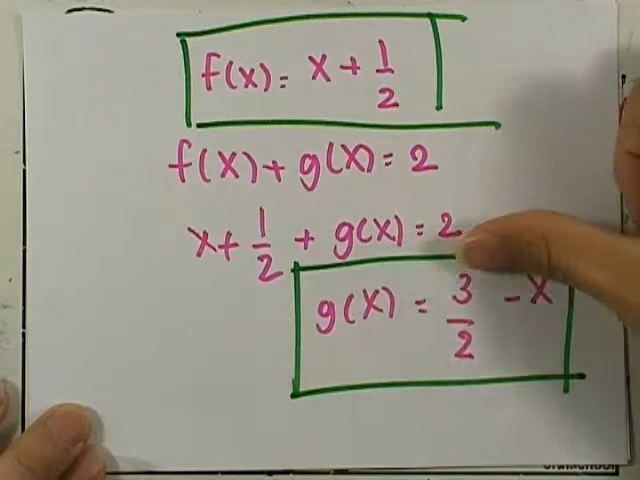 f(x) = x + 1/2
f(x) + g(x) = 2
x + 1/2 + g(x) = 2
g(x) = 3/2 - x